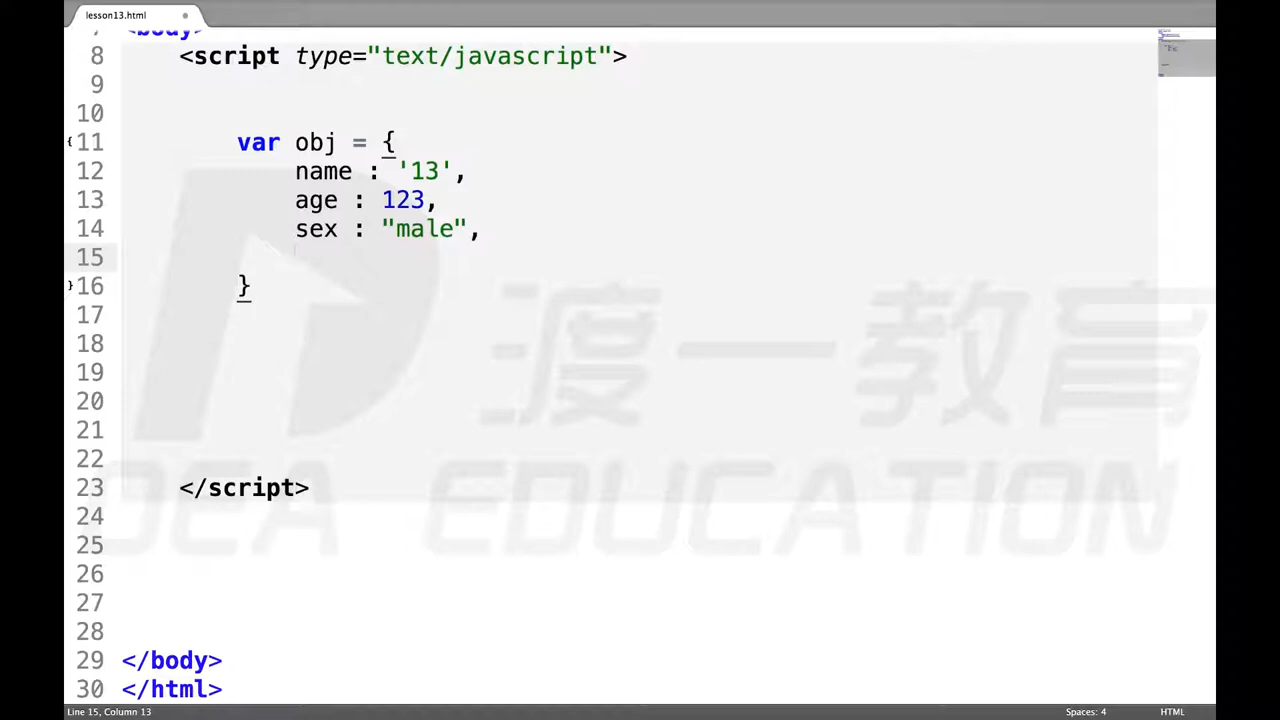 lesson13.html
7 <body>
8 <script type="text/javascript">
9
10
11 var obj = {
12 name : '13',
13 age : 123,
14 sex : "male",
15
16 }
17
18
19
20
21
22
23 </script>
24
25
26
27
28
29 </body>
30 </html>
渡一教育
EDUCATION
Line 15, Column 13 Spaces: 4 HTML